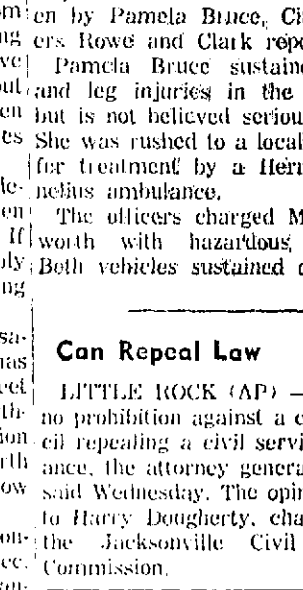 en by Pamela Bruce, Ci
ers Rowe and Clark repo
Pamela Bruce sustaine
and leg injuries in the
but is not believed seriou
She was rushed to a local
for treatment by a Herr
nelius ambulance.
The officers charged M
worth with hazardous,
Both vehicles sustained d
Can Repeal Law
LITTLE ROCK (AP) —
no prohibition against a c
cil repealing a civil servi
ance, the attorney genera
said Wednesday. The opin
to Harry Dougherty, cha
the Jacksonville Civil
Commission.